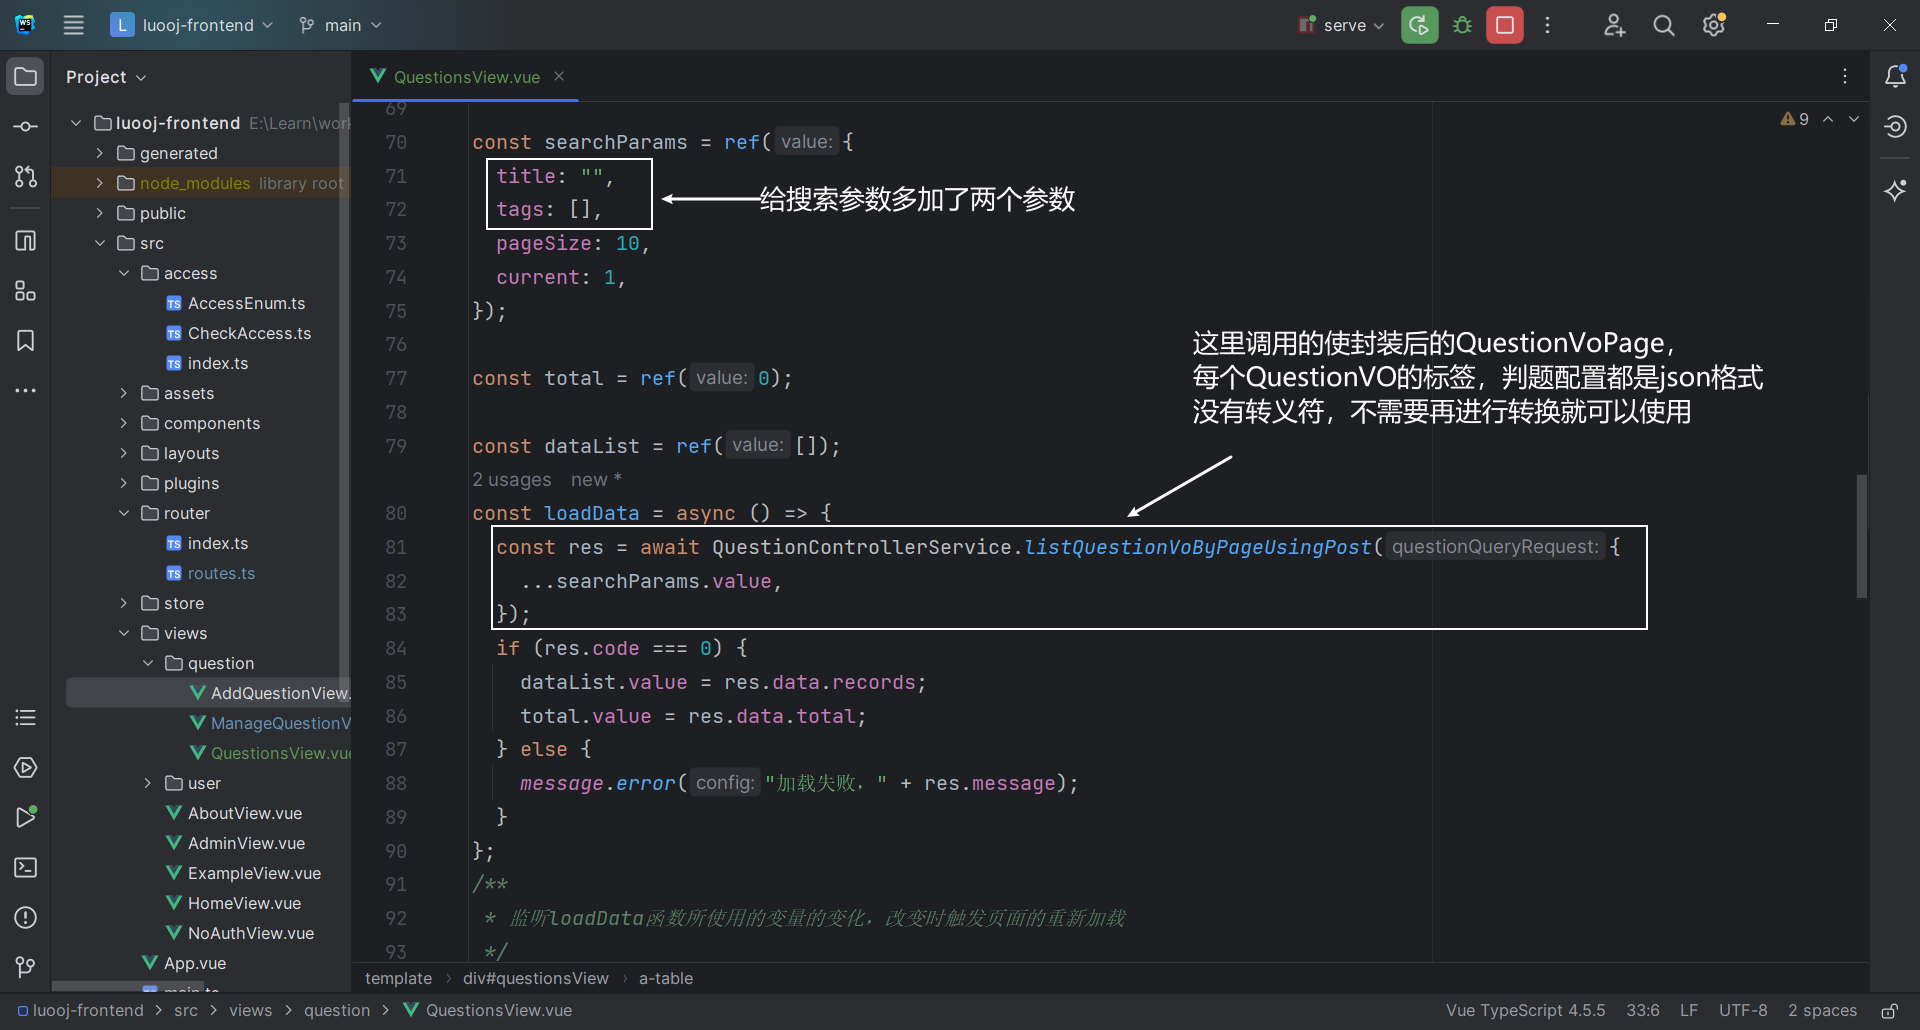 L luooj-frontend main serve
Project
luooj-frontend E:\Learn\work
generated
node_modules library root
public
src
access
TS AccessEnum.ts
TS CheckAccess.ts
TS index.ts
assets
components
layouts
plugins
router
TS index.ts
TS routes.ts
store
views
question
AddQuestionView.
ManageQuestionV
QuestionsView.vue
user
AboutView.vue
AdminView.vue
ExampleView.vue
HomeView.vue
NoAuthView.vue
App.vue
main.ts
QuestionsView.vue
9
69
70 const searchParams = ref( value: {
71 title: "",
72 tags: [],
给搜索参数多加了两个参数
73 pageSize: 10,
74 current: 1,
75 });
76
这里调用的使封装后的QuestionVoPage，
每个QuestionVO的标签，判题配置都是json格式
没有转义符，不需要再进行转换就可以使用
77 const total = ref( value: 0);
78
79 const dataList = ref( value: []);
2 usages new *
80 const loadData = async () => {
81 const res = await QuestionControllerService.listQuestionVoByPageUsingPost( questionQueryRequest: {
82 ...searchParams.value,
83 });
84 if (res.code === 0) {
85 dataList.value = res.data.records;
86 total.value = res.data.total;
87 } else {
88 message.error( config: "加载失败，" + res.message);
89 }
90 };
91 /**
92 * 监听loadData函数所使用的变量的变化，改变时触发页面的重新加载
93 */
template › div#questionsView › a-table
luooj-frontend > src > views > question > QuestionsView.vue
Vue TypeScript 4.5.5 33:6 LF UTF-8 2 spaces